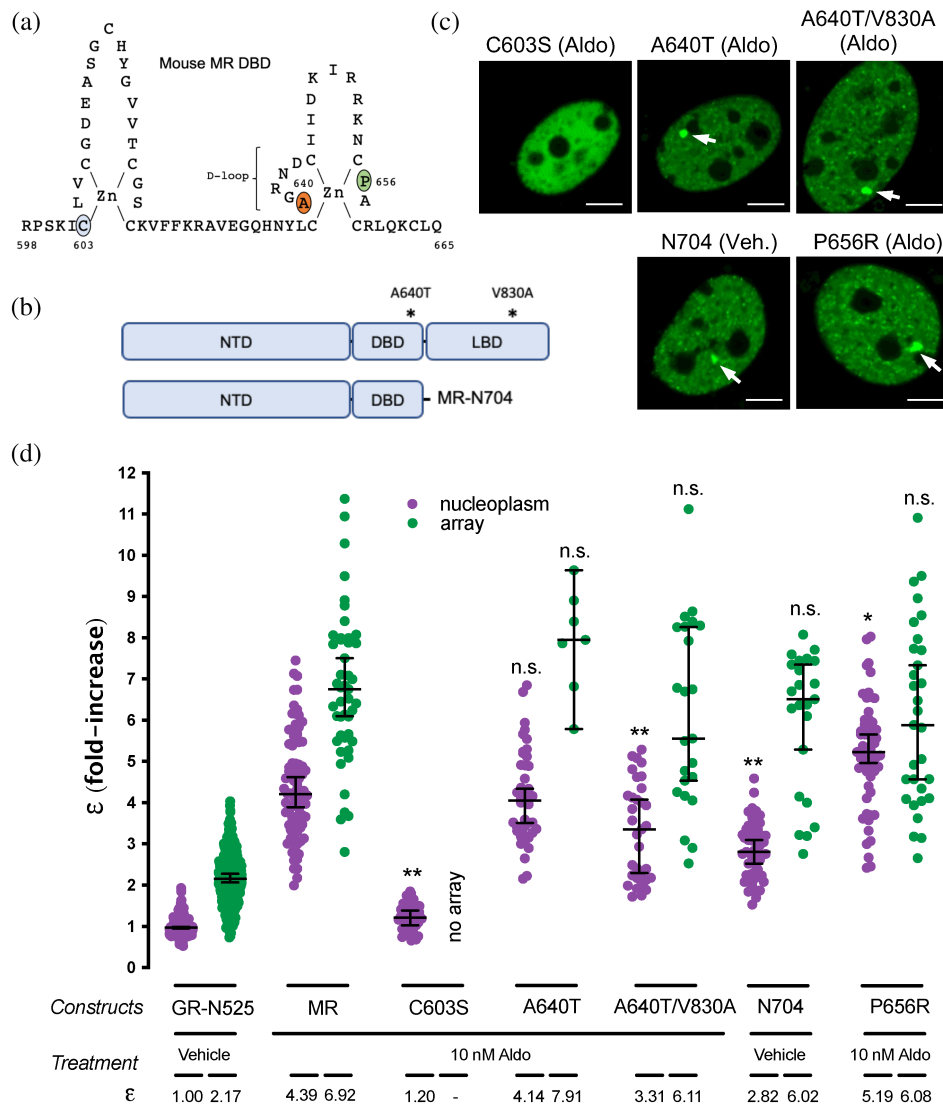 (a)
Mouse MR DBD
C
G H
S Y
A G
E V
D V
G T
C C
V G
L S
Zn
RPSKIC CKVFFKRAVEGQHNYLC CRLQKCLQ
598 603 665
I
K R
D R
I K
I N
C C
D-loop
D
N
R
G
640
A
Zn
P
656
A
(b)
A640T
V830A
*
*
NTD
DBD
LBD
NTD
DBD
MR-N704
(c)
C603S (Aldo)
A640T (Aldo)
A640T/V830A
(Aldo)
N704 (Veh.)
P656R (Aldo)
(d)
ε (fold-increase)
12
11
10
9
8
7
6
5
4
3
2
1
0
nucleoplasm
array
**
no array
n.s.
n.s.
**
n.s.
**
n.s.
*
n.s.
Constructs
GR-N525 MR C603S A640T A640T/V830A N704 P656R
Treatment
Vehicle 10 nM Aldo Vehicle 10 nM Aldo
ε 1.00 2.17 4.39 6.92 1.20 - 4.14 7.91 3.31 6.11 2.82 6.02 5.19 6.08